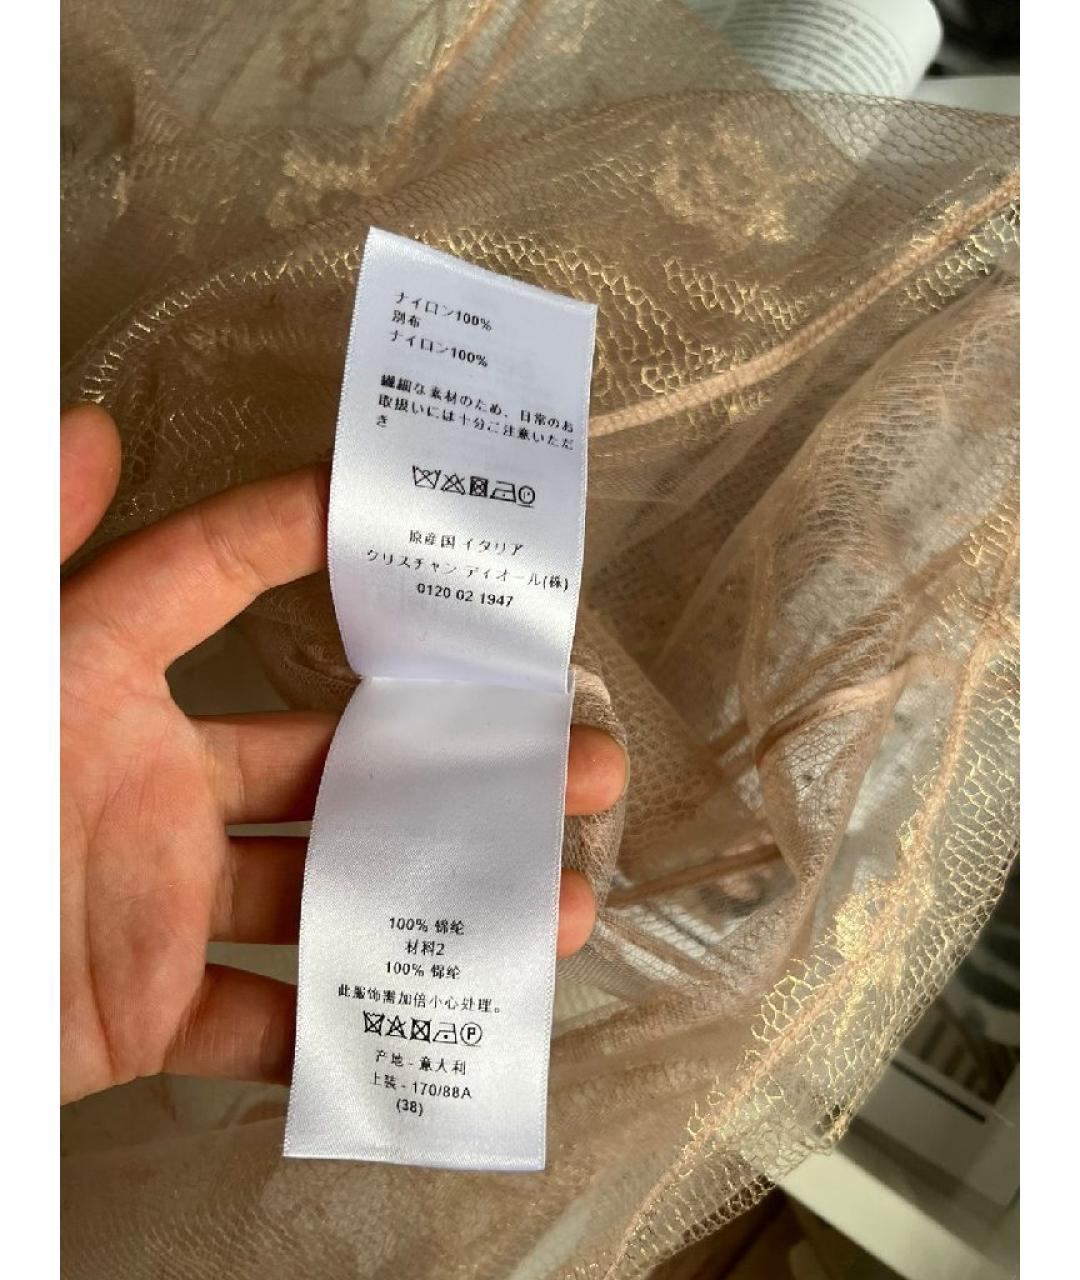 ナイロン100%
別布
ナイロン100%
繊細な素材のため、日常のお
取扱いには十分ご注意いただ
き
原産国 イタリア
クリスチャン ディオール(株)
0120 02 1947
100% 锦纶
材料2
100% 锦纶
此服饰需加倍小心处理。
P
产地 - 意大利
上装 - 170/88A
(38)